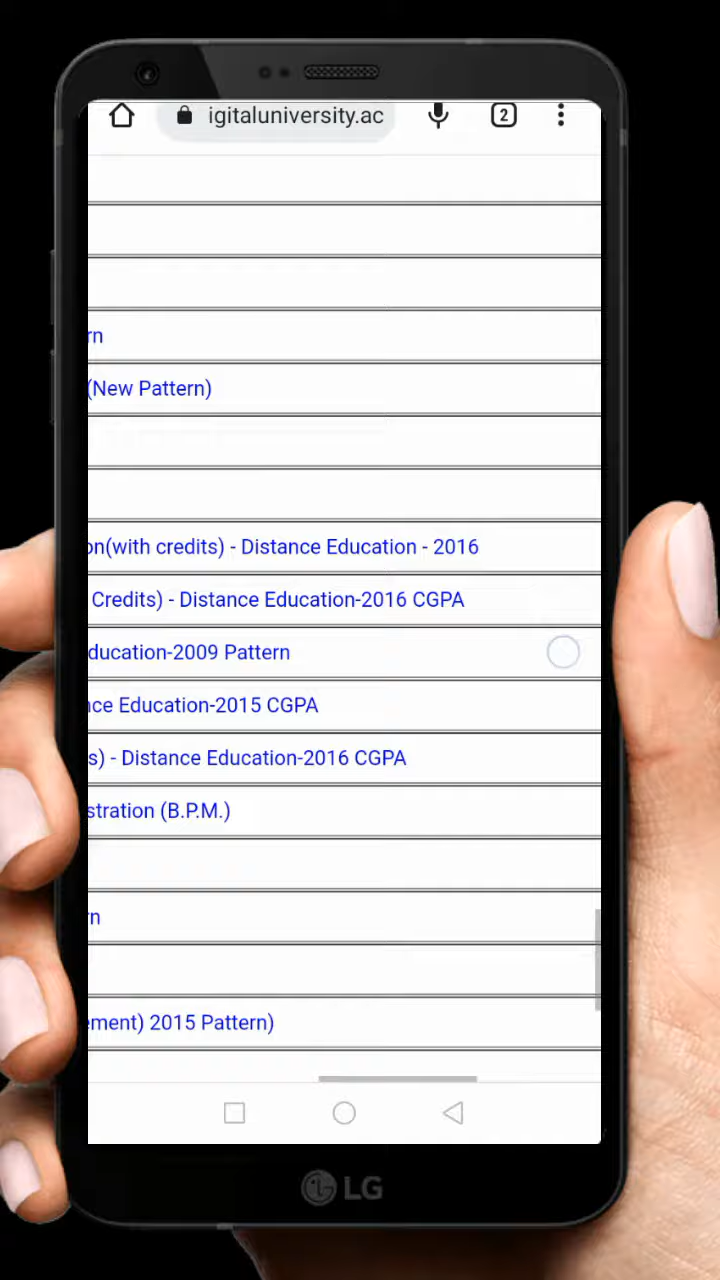 igitaluniversity.ac
2
rn
(New Pattern)
on(with credits) - Distance Education - 2016
Credits) - Distance Education-2016 CGPA
ducation-2009 Pattern
nce Education-2015 CGPA
s) - Distance Education-2016 CGPA
stration (B.P.M.)
rn
ement) 2015 Pattern)
LG